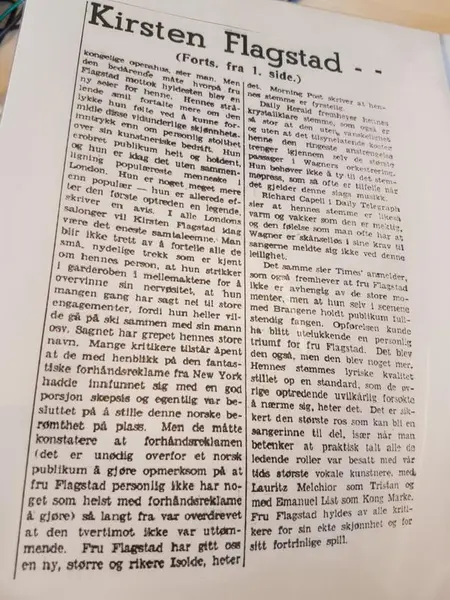 Kirsten Flagstad - -
(Forts. fra 1. side.)
kongelige operahus, sier man. Men
den bedårende måte hvorpå fru
Flagstad mottok hyldesten blev en
ny seier for henne. Hennes strå-
lende smil fortalte mere om den
lykke hun følte ved å kunne for-
midle disse vidunderlige skjønnhets-
inntrykk enn om personlig stolthet
over sin kunstneriske bedrift. Hun
erobret publikum helt og holdent,
og hun er idag det uten sammen-
ligning populæreste menneske i
London. Hun er noget meget mere
enn populær — hun er allerede ef-
ter den første optreden en legende,
skriver en avis. I alle Londons
salonger vil Kirsten Flagstad idag
være det eneste samtaleemne. Man
blir ikke trett av å fortelle alle de
små, nydelige trekk som er kjent
om hennes person, at hun strikker
i garderoben i mellemaktene for å
overvinne sin nervøsitet, at hun
mangen gang har sagt nei til store
engagementer, fordi hun heller vil-
de gå på ski sammen med sin mann
osv. Sagnet har grepet hennes store
navn. Mange kritikere tilstår åpent
at de med henblikk på den fantas-
tiske forhåndsreklame fra New York
hadde innfunnet sig med en god
porsjon skepsis og egentlig var be-
sluttet på å stille denne norske be-
rømthet på plass. Men de måtte
konstatere at forhåndsreklamen
(det er unødig overfor et norsk
publikum å gjøre opmerksom på at
fru Flagstad personlig ikke har no-
get som helst med forhåndsreklame
å gjøre) så langt fra var overdrevet
at den tvertimot ikke var uttøm-
mende. Fru Flagstad har gitt oss
en ny, større og rikere Isolde, heter
det. Morning Post skriver at hen-
nes stemme er fyrstelig.
Daily Herald fremhever hennes
krystallklare stemme, som også er
så stor at den uten vanskelighet
og uten at det tilsynelatende koster
henne den ringeste anstrengelse
trenger igjennem selv de største
passager i Wagners orkestrering.
Hun behøver ikke å ty til det stem-
mepress, som så ofte er tilfelle når
det gjelder denne slags musikk.
Richard Capell i Daily Telegraph
sier at hennes stemme er likeså
varm og vakker som den er mektig,
og den følelse som man ofte har at
Wagner er skånselløs i sine krav til
sangerne meldte sig ikke ved denne
leilighet.
Det samme sier Times' anmelder,
som også fremhever at fru Flagstad
ikke er avhengig av de store mo-
menter, men at hun selv i scenene
med Brangene holdt publikum ful-
stendig fangen. Opførelsen kunde
ha blitt utelukkende en personlig
triumf for fru Flagstad. Det blev
den også, men den blev noget mer.
Hennes stemmes lyriske kvalitet
stillet op en standard, som de øv-
rige optredende uvilkårlig forsøkte
å nærme sig, heter det. Det er sik-
kert den største ros som kan bli en
sangerinne til del, især når man
betenker at praktisk talt alle de
ledende roller var besatt med vår
tids største vokale kunstnere, med
Lauritz Melchior som Tristan og
med Emanuel List som Kong Marke.
Fru Flagstad hyldes av alle kriti-
kere for sin ekte skjønnhet og for
sitt fortrinlige spill.